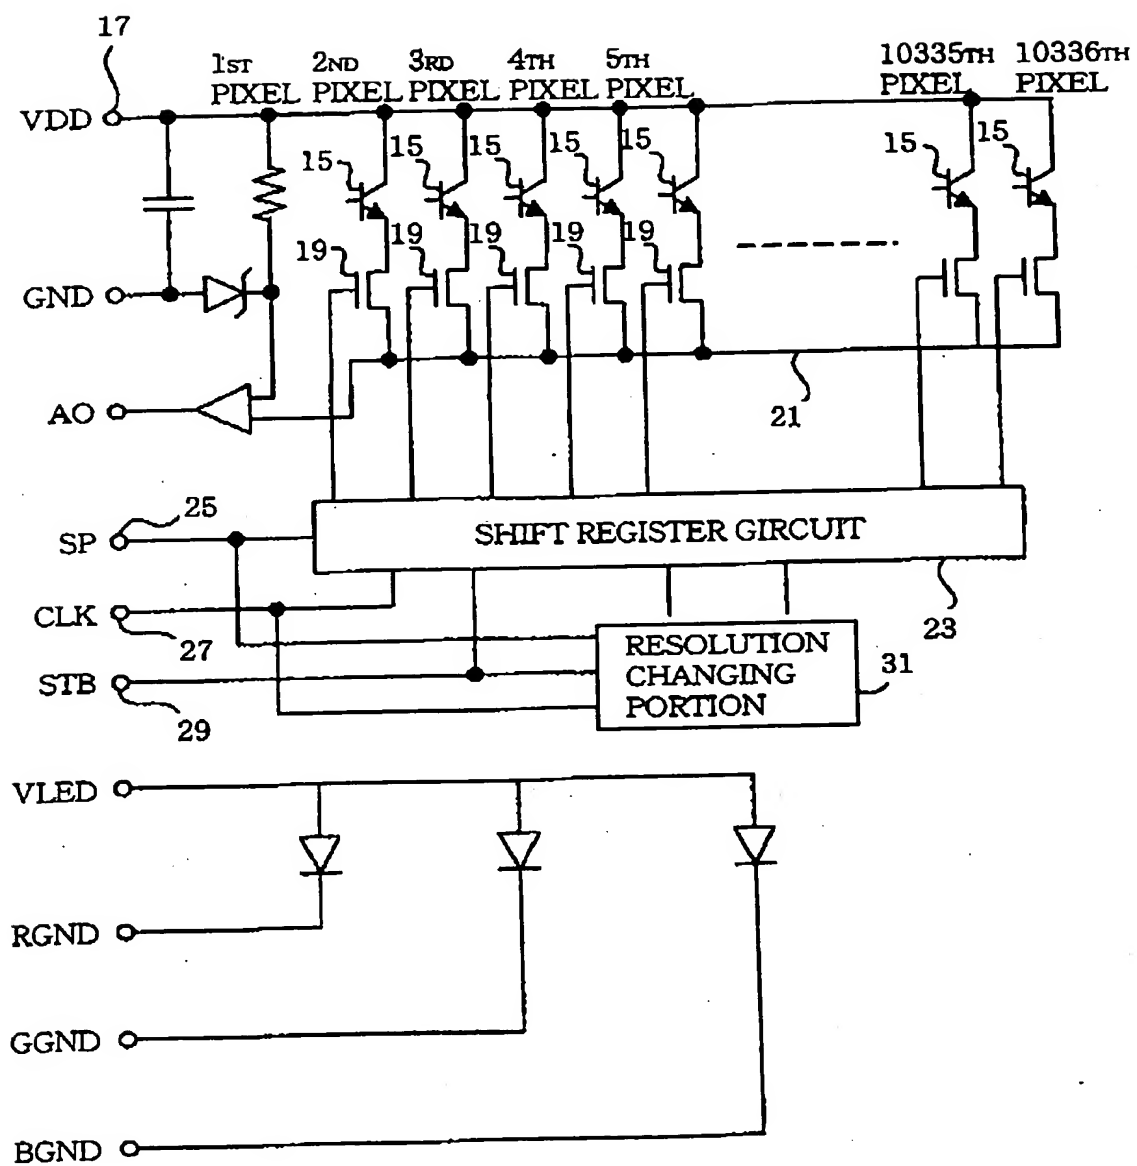 17
1ST PIXEL
2ND PIXEL
3RD PIXEL
4TH PIXEL
5TH PIXEL
10335TH PIXEL
10336TH PIXEL
VDD
15
15
15
15
15
15
15
19
19
19
19
19
GND
AO
21
25
SP
SHIFT REGISTER GIRCUIT
CLK
27
23
RESOLUTION
CHANGING
PORTION
31
STB
29
VLED
RGND
GGND
BGND